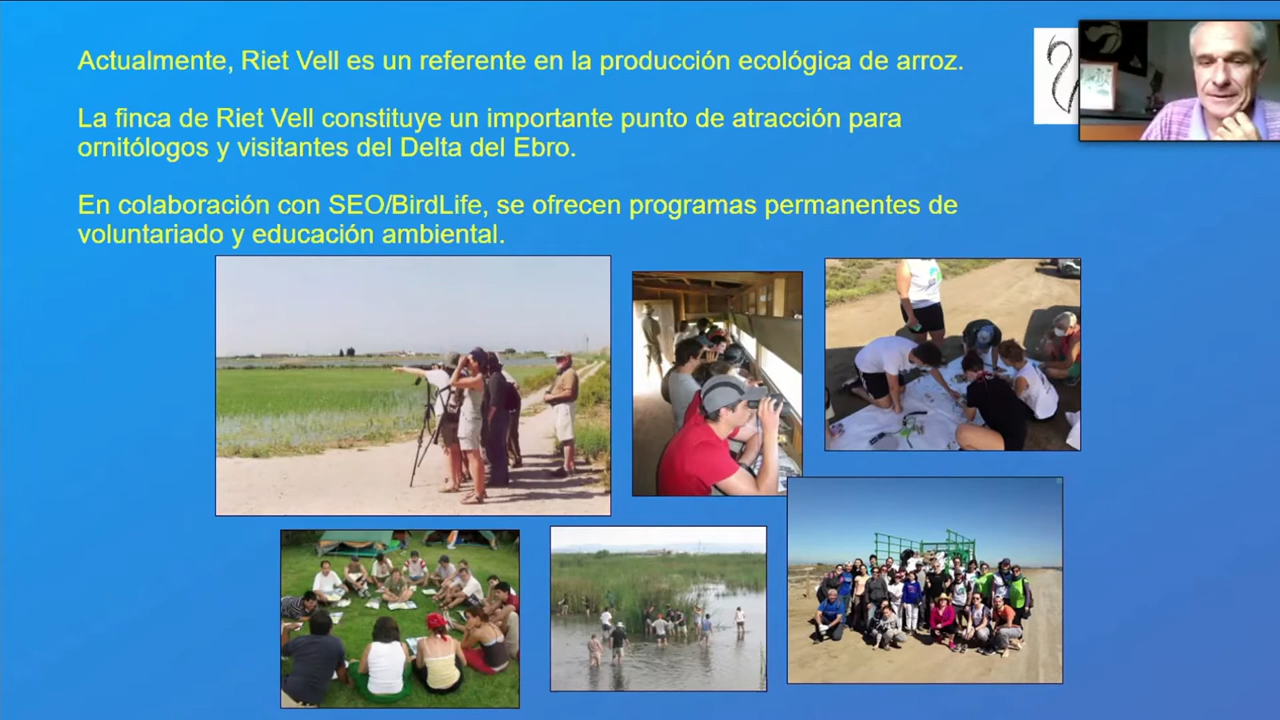 Actualmente, Riet Vell es un referente en la producción ecológica de arroz.
La finca de Riet Vell constituye un importante punto de atracción para
ornitólogos y visitantes del Delta del Ebro.
En colaboración con SEO/BirdLife, se ofrecen programas permanentes de
voluntariado y educación ambiental.